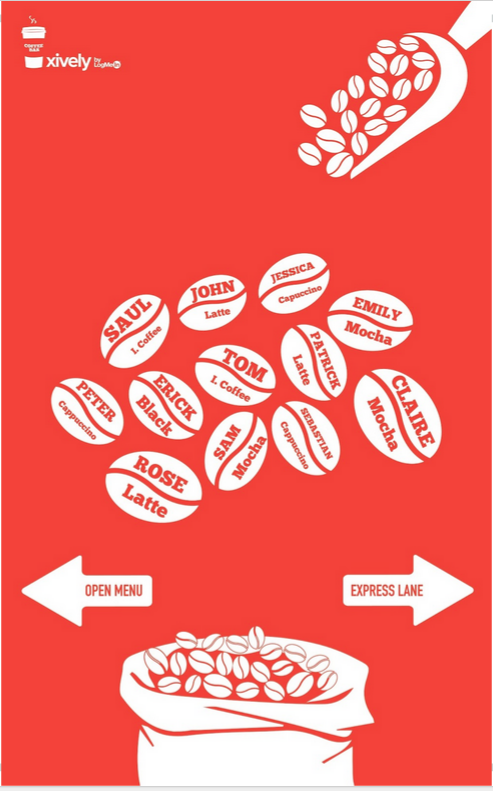 COFFEE
BAR
xively by
LogMeIn
JESSICA
Capuccino
JOHN
Latte
SAUL
I. Coffee
EMILY
Mocha
PATRICK
Latte
TOM
I. Coffee
CLAIRE
Mocha
ERICK
Black
PETER
Cappuccino
SAM
Mocha
SEBASTIAN
Cappuccino
ROSE
Latte
OPEN MENU
EXPRESS LANE